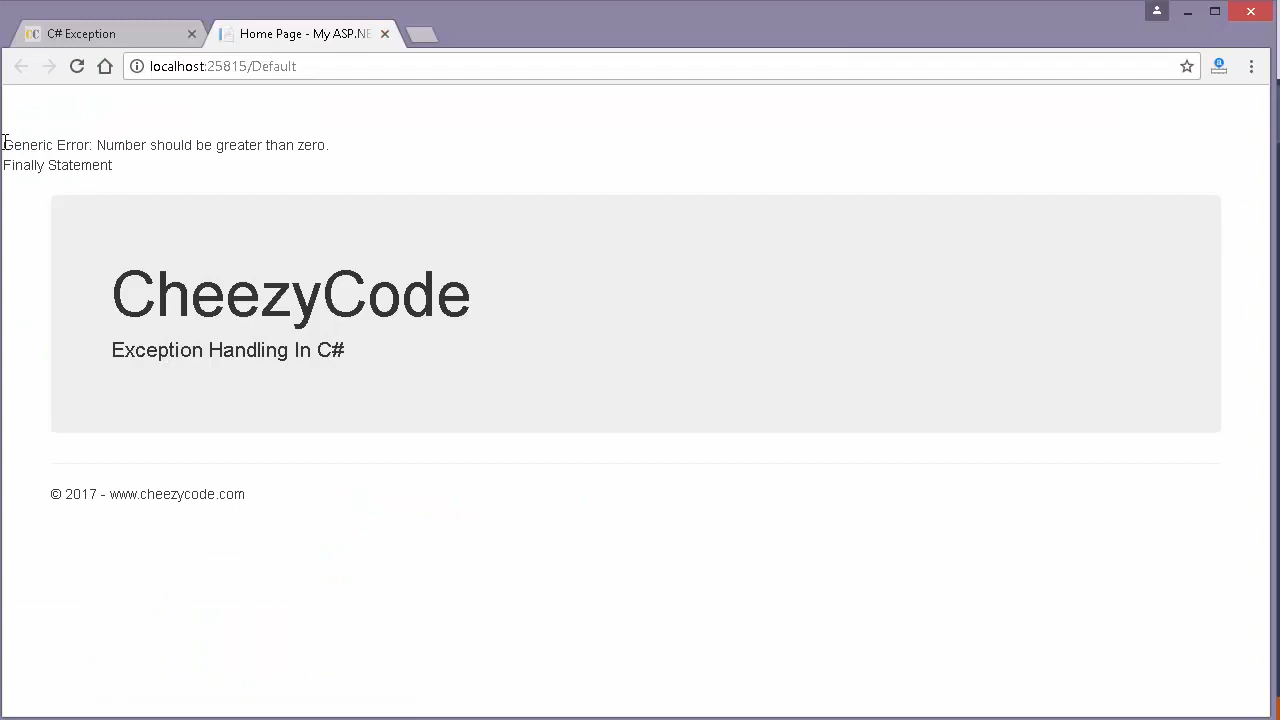 CC C# Exception
Home Page - My ASP.NE
localhost:25815/Default
Generic Error: Number should be greater than zero.
Finally Statement
CheezyCode
Exception Handling In C#
© 2017 - www.cheezycode.com